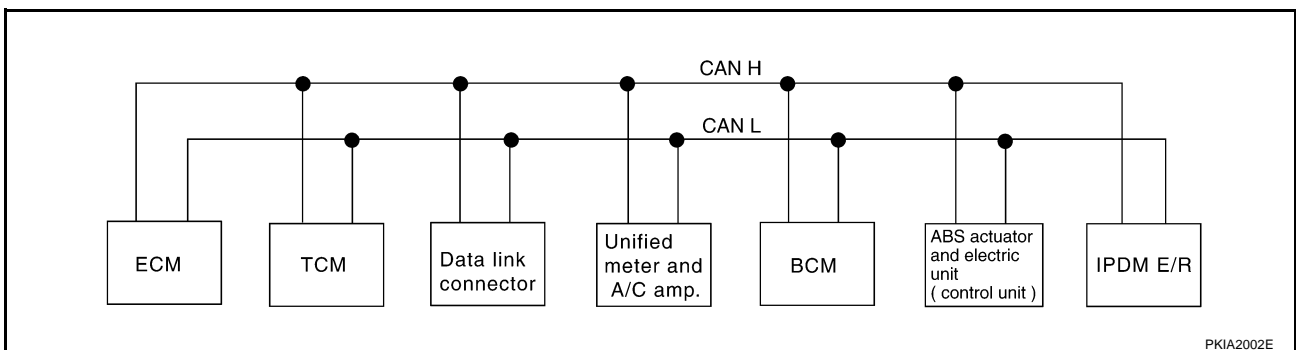 CAN H
CAN L
ECM
TCM
Data link
connector
Unified
meter and
A/C amp.
BCM
ABS actuator
and electric
unit
( control unit )
IPDM E/R
PKIA2002E